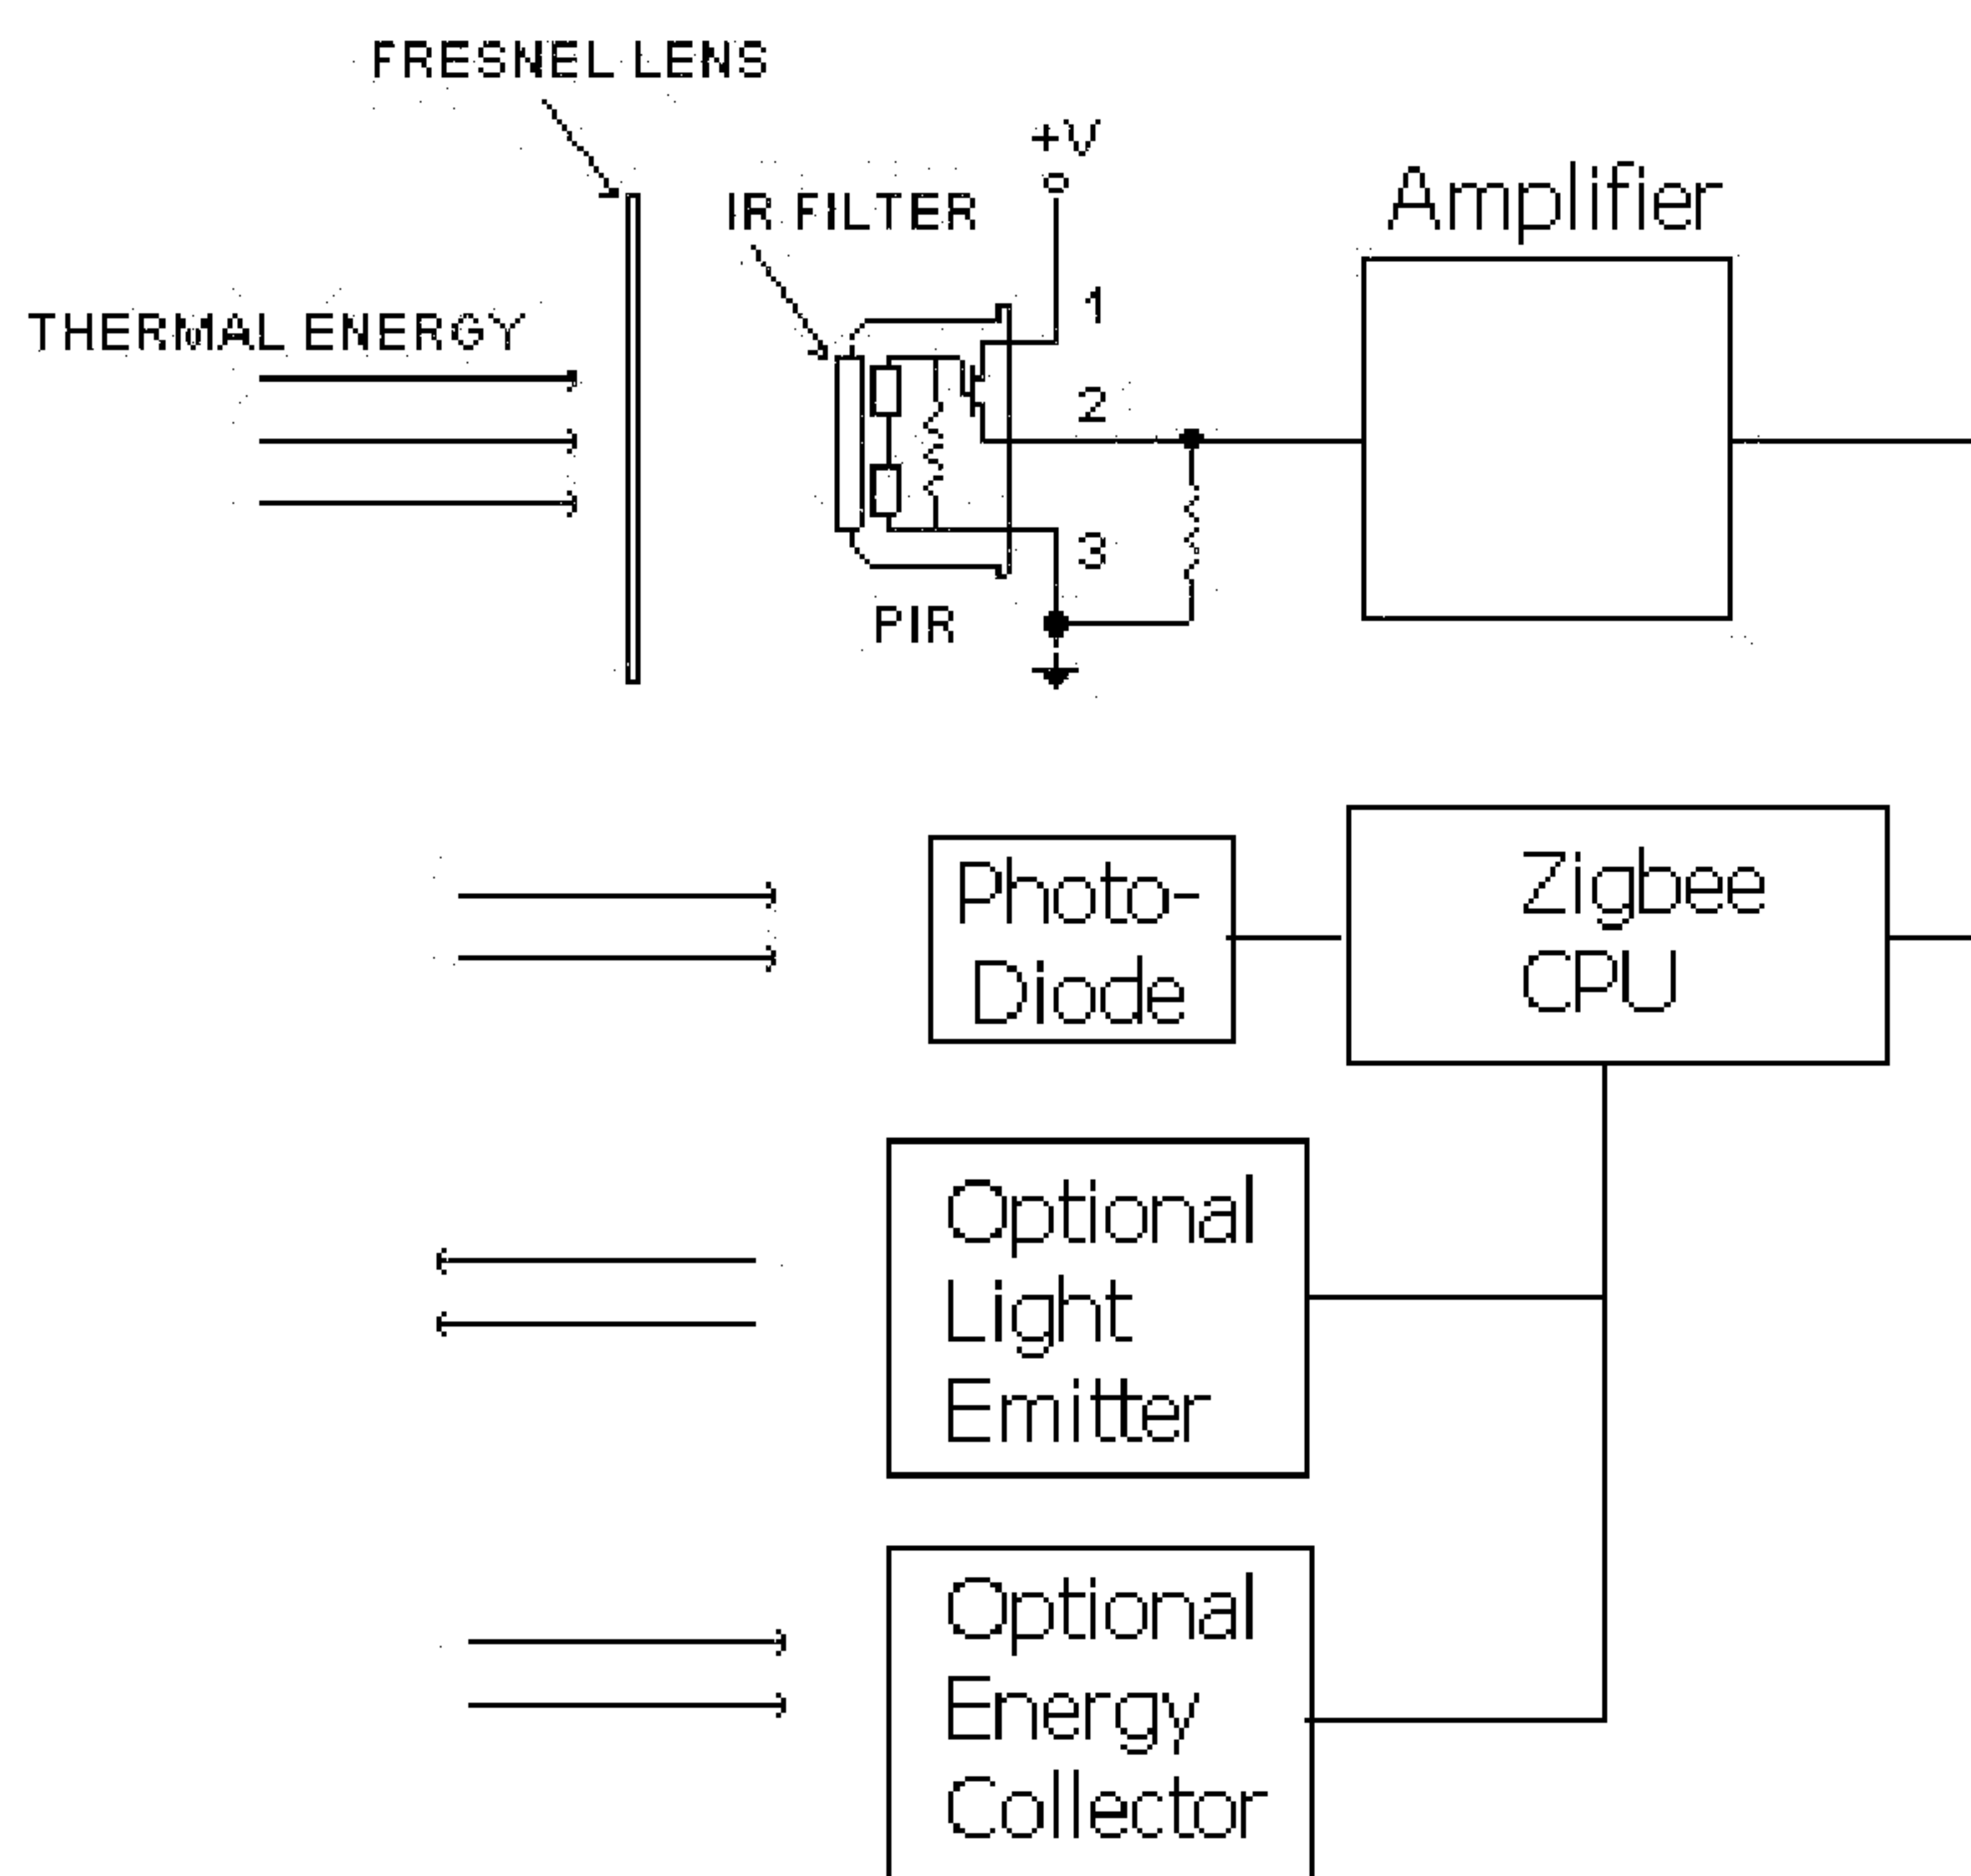 FRESNEL LENS
+V
IR FILTER
Amplifier
THERMAL ENERGY
1
2
3
PIR
Photo-
Diode
Zigbee
CPU
Optional
Light
Emitter
Optional
Energy
Collector